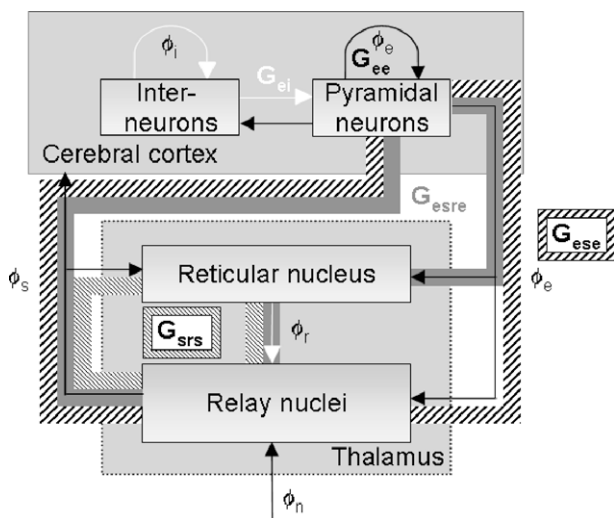 ϕi
ϕe
Gee
Gei
Inter-
neurons
Pyramidal
neurons
Cerebral cortex
Gesre
Gese
Reticular nucleus
ϕs
ϕe
Gsrs
ϕr
Relay nuclei
Thalamus
ϕn